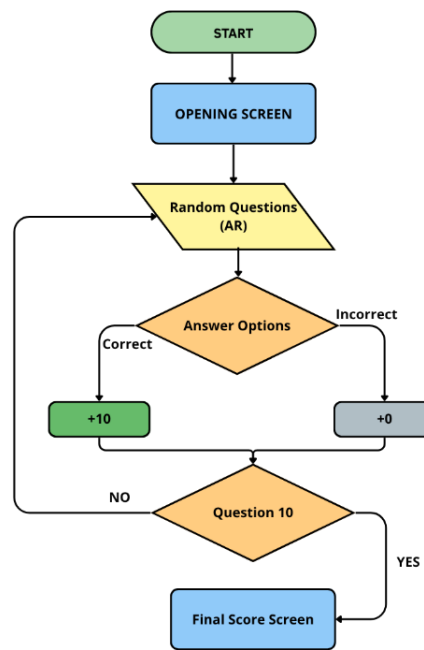 START
OPENING SCREEN
Random Questions
(AR)
Answer Options
Incorrect
Correct
+10
+0
NO
Question 10
YES
Final Score Screen